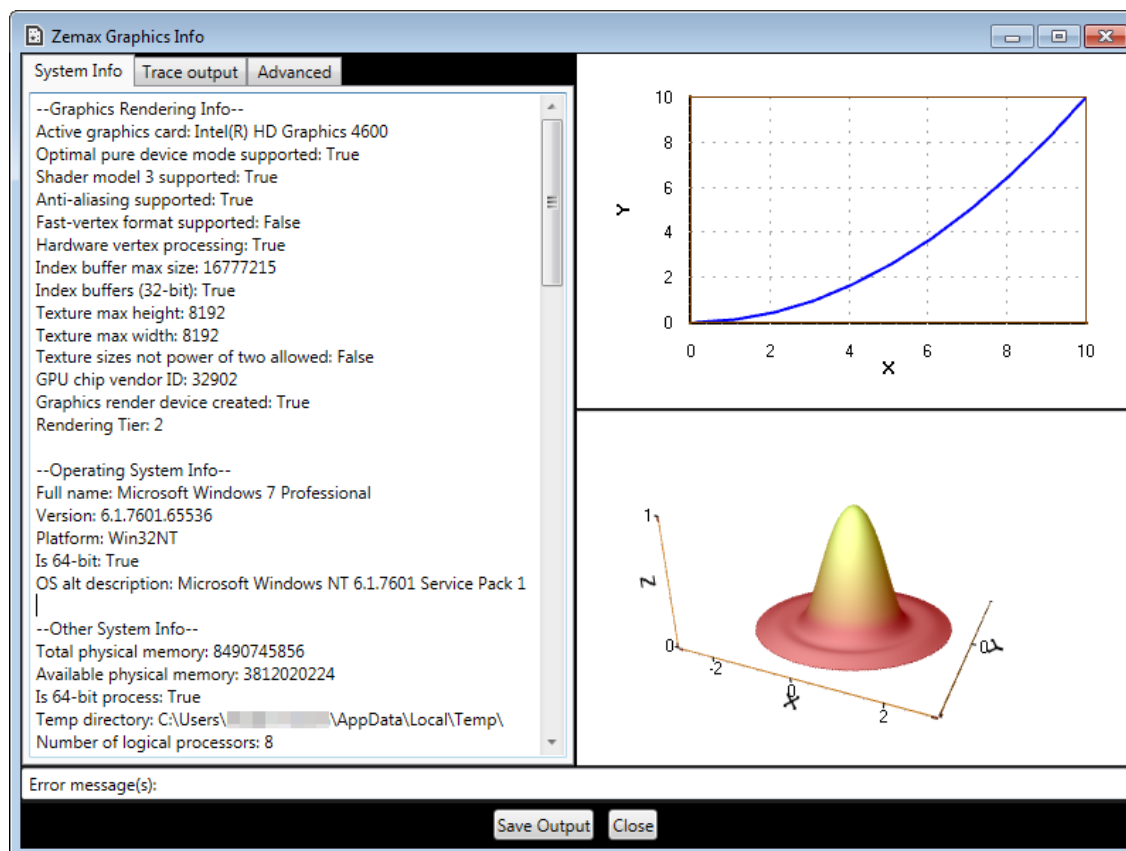 Zemax Graphics Info
System Info
Trace output
Advanced
--Graphics Rendering Info--
Active graphics card: Intel(R) HD Graphics 4600
Optimal pure device mode supported: True
Shader model 3 supported: True
Anti-aliasing supported: True
Fast-vertex format supported: False
Hardware vertex processing: True
Index buffer max size: 16777215
Index buffers (32-bit): True
Texture max height: 8192
Texture max width: 8192
Texture sizes not power of two allowed: False
GPU chip vendor ID: 32902
Graphics render device created: True
Rendering Tier: 2
--Operating System Info--
Full name: Microsoft Windows 7 Professional
Version: 6.1.7601.65536
Platform: Win32NT
Is 64-bit: True
OS alt description: Microsoft Windows NT 6.1.7601 Service Pack 1
--Other System Info--
Total physical memory: 8490745856
Available physical memory: 3812020224
Is 64-bit process: True
Temp directory: C:\Users\ \AppData\Local\Temp\
Number of logical processors: 8
10
8
6
4
2
0
Y
0 2 4 6 8 10
X
1
Z
0
-2
0
X
2
0
Y
Error message(s):
Save Output
Close